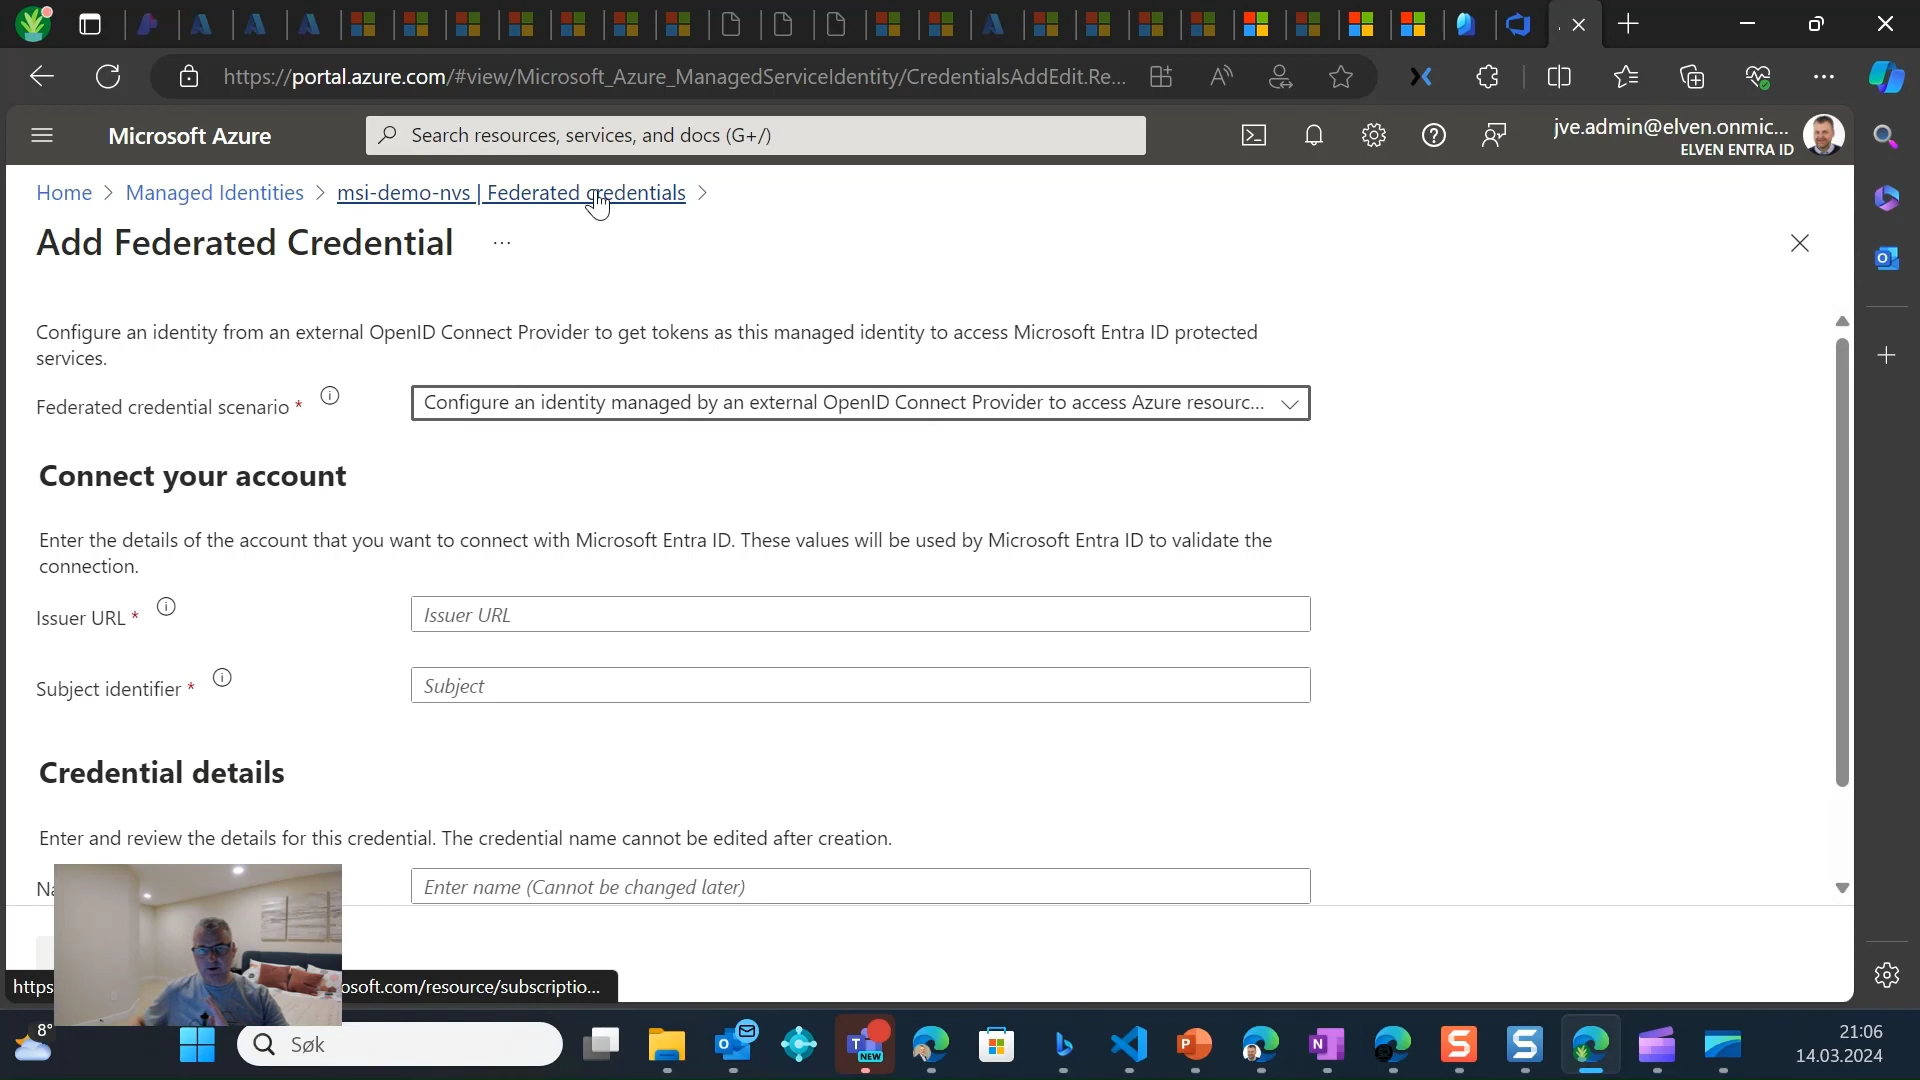 https://portal.azure.com/#view/Microsoft_Azure_ManagedServiceIdentity/CredentialsAddEdit.Re...
Microsoft Azure
Search resources, services, and docs (G+/)
jve.admin@elven.onmic...
ELVEN ENTRA ID
Home > Managed Identities > msi-demo-nvs | Federated credentials >
Add Federated Credential ...
Configure an identity from an external OpenID Connect Provider to get tokens as this managed identity to access Microsoft Entra ID protected
services.
Federated credential scenario *
Configure an identity managed by an external OpenID Connect Provider to access Azure resourc...
Connect your account
Enter the details of the account that you want to connect with Microsoft Entra ID. These values will be used by Microsoft Entra ID to validate the
connection.
Issuer URL *
Issuer URL
Subject identifier *
Subject
Credential details
Enter and review the details for this credential. The credential name cannot be edited after creation.
Enter name (Cannot be changed later)
https
osoft.com/resource/subscriptio...
8°
Søk
NEW
21:06
14.03.2024